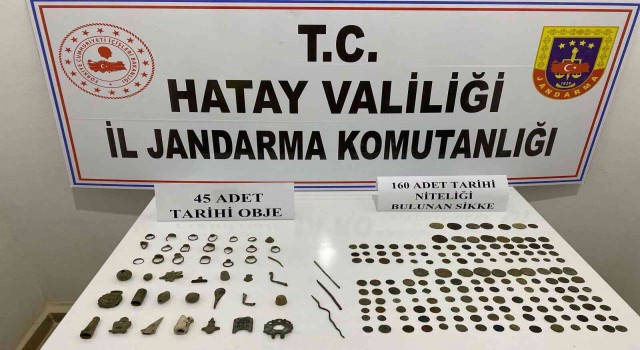 T.C.
HATAY VALİLİĞİ
İL JANDARMA KOMUTANLIĞI
JANDARMA
45 ADET
TARİHİ OBJE
160 ADET TARİHİ
NİTELİĞİ
BULUNAN SİKKE